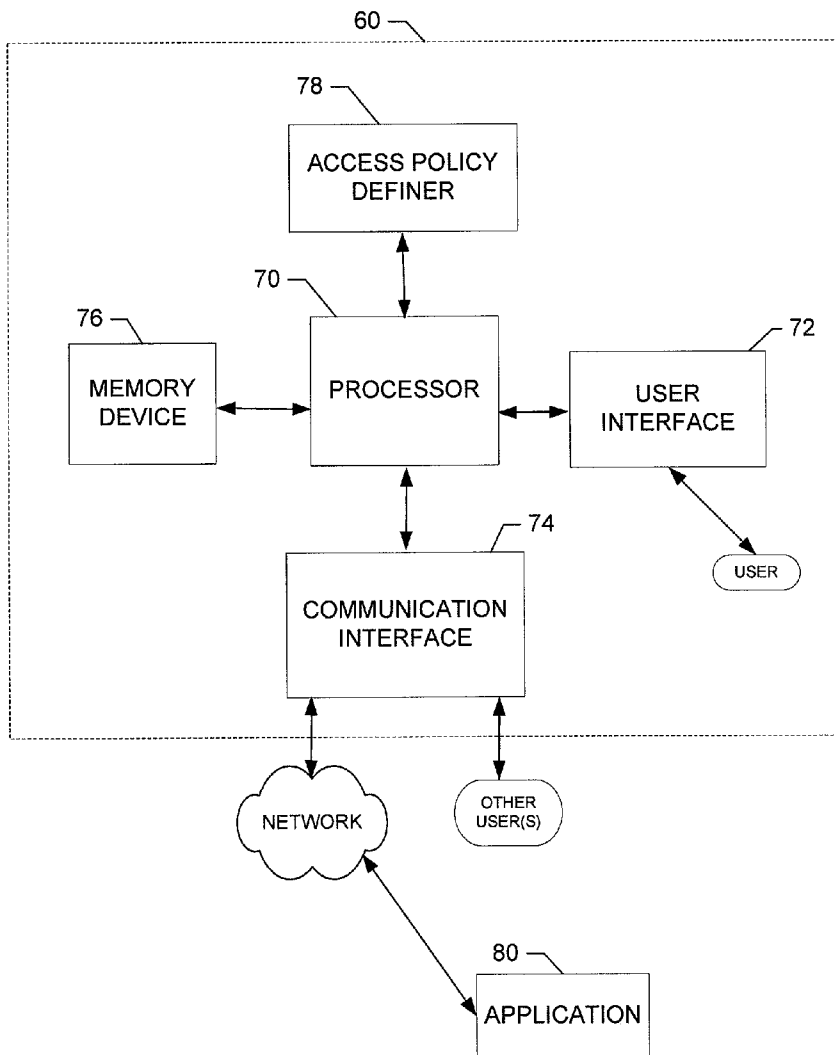 60
78
ACCESS POLICY
DEFINER
70
76
72
MEMORY
DEVICE
PROCESSOR
USER
INTERFACE
74
COMMUNICATION
INTERFACE
USER
NETWORK
OTHER
USER(S)
80
APPLICATION